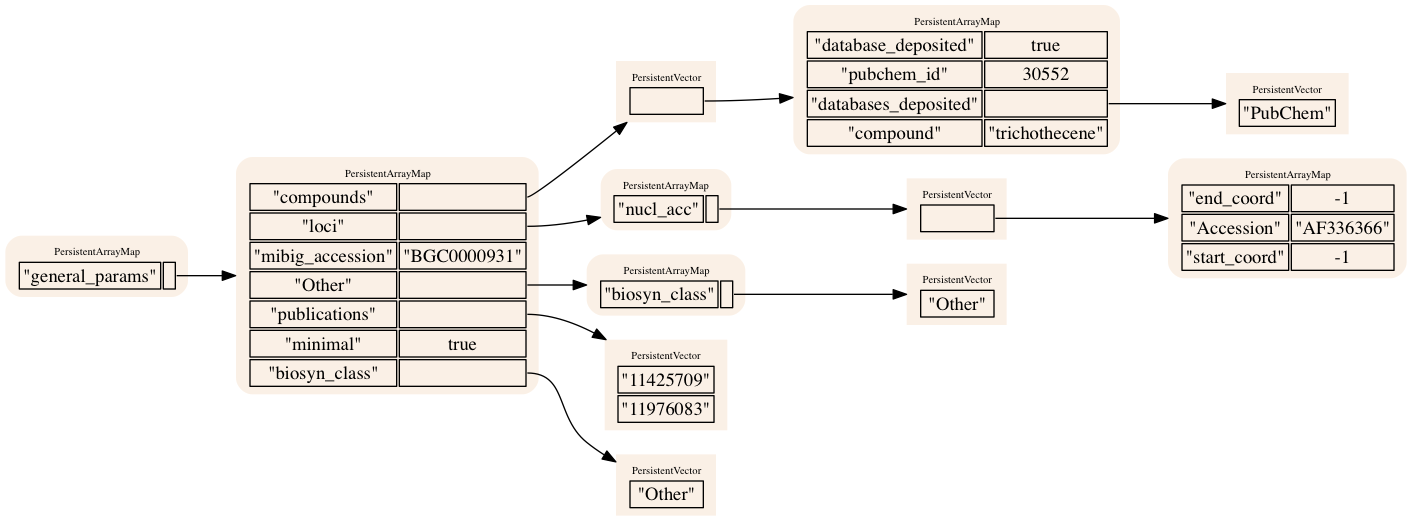 PersistentArrayMap
"general_params"
PersistentArrayMap
"compounds"
"loci"
"mibig_accession" "BGC0000931"
"Other"
"publications"
"minimal" true
"biosyn_class"
PersistentVector
PersistentArrayMap
"database_deposited" true
"pubchem_id" 30552
"databases_deposited"
"compound" "trichothecene"
PersistentVector
"PubChem"
PersistentArrayMap
"nucl_acc"
PersistentVector
PersistentArrayMap
"end_coord" -1
"Accession" "AF336366"
"start_coord" -1
PersistentArrayMap
"biosyn_class"
PersistentVector
"Other"
PersistentVector
"11425709"
"11976083"
PersistentVector
"Other"